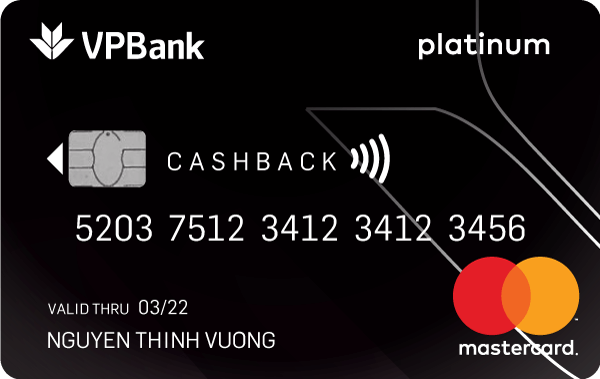 VPBank platinum
CASHBACK
5203 7512 3412 3412 3456
VALID THRU 03/22
NGUYEN THINH VUONG
mastercard.